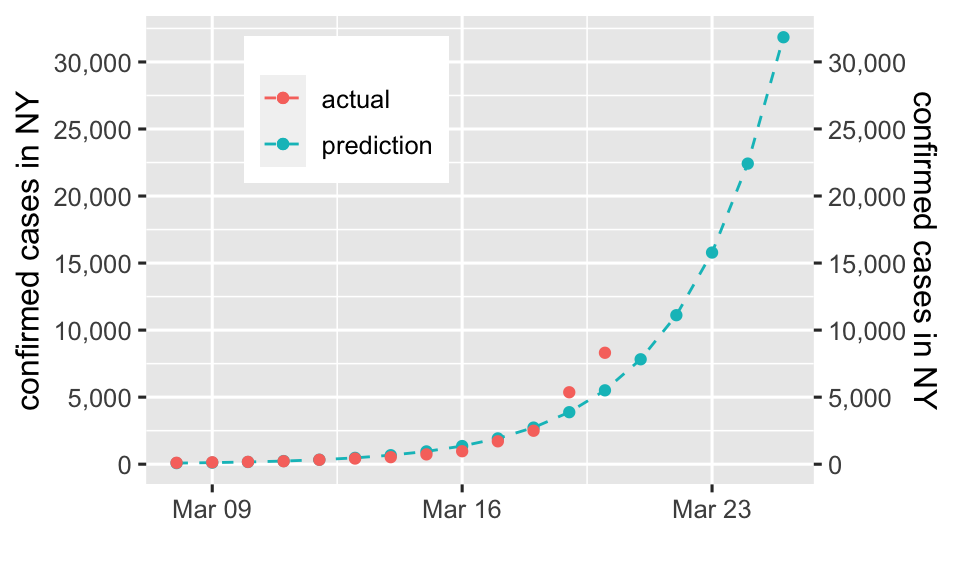 confirmed cases in NY
30,000
25,000
20,000
15,000
10,000
5,000
0
actual
prediction
30,000
25,000
20,000
15,000
10,000
5,000
0
confirmed cases in NY
Mar 09 Mar 16 Mar 23